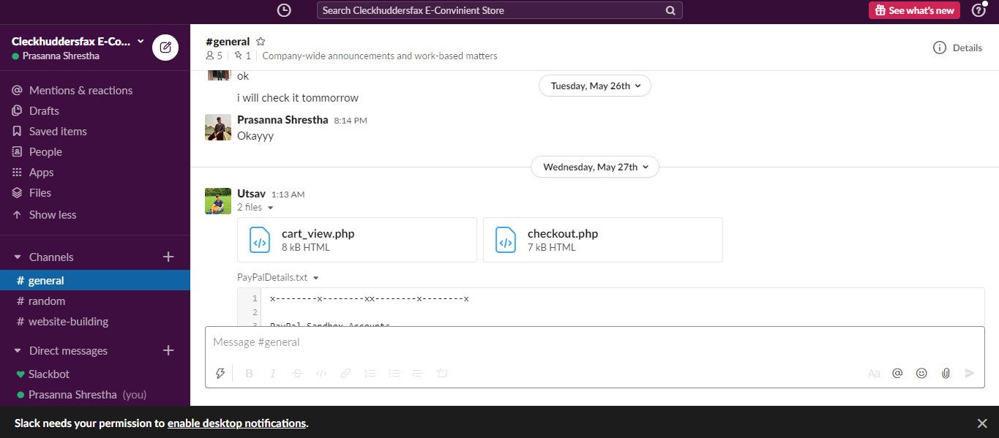 Search Cleckhuddersfax E-Convinient Store
See what's new
Cleckhuddersfax E-Co...
Prasanna Shrestha
Mentions & reactions
Drafts
Saved items
People
Apps
Files
Show less
Channels
# general
# random
# website-building
Direct messages
Slackbot
Prasanna Shrestha (you)
#general
5 | 1 | Company-wide announcements and work-based matters
Details
ok
Tuesday, May 26th
i will check it tommorrow
Prasanna Shrestha 8:14 PM
Okayyy
Wednesday, May 27th
Utsav 1:13 AM
2 files
cart_view.php
8 kB HTML
checkout.php
7 kB HTML
PayPalDetails.txt
1 x--------x--------xx--------x--------x
2
3 PayPal Sandbox Accounts
Message #general
Slack needs your permission to enable desktop notifications.